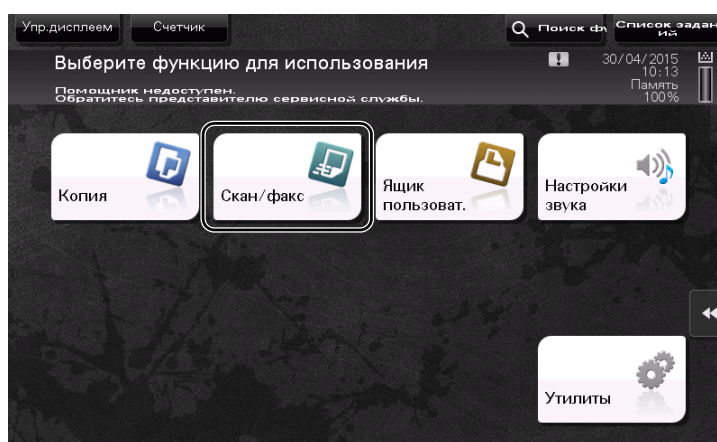 Упр.дисплеем
Счетчик
Поиск
Список задан
ий
Выберите функцию для использования
Помощник недоступен.
Обратитесь представителю сервисной службы.
30/04/2015
10:13
Память
100%
Копия
Скан/факс
Ящик
пользоват.
Настройки
звука
Утилиты